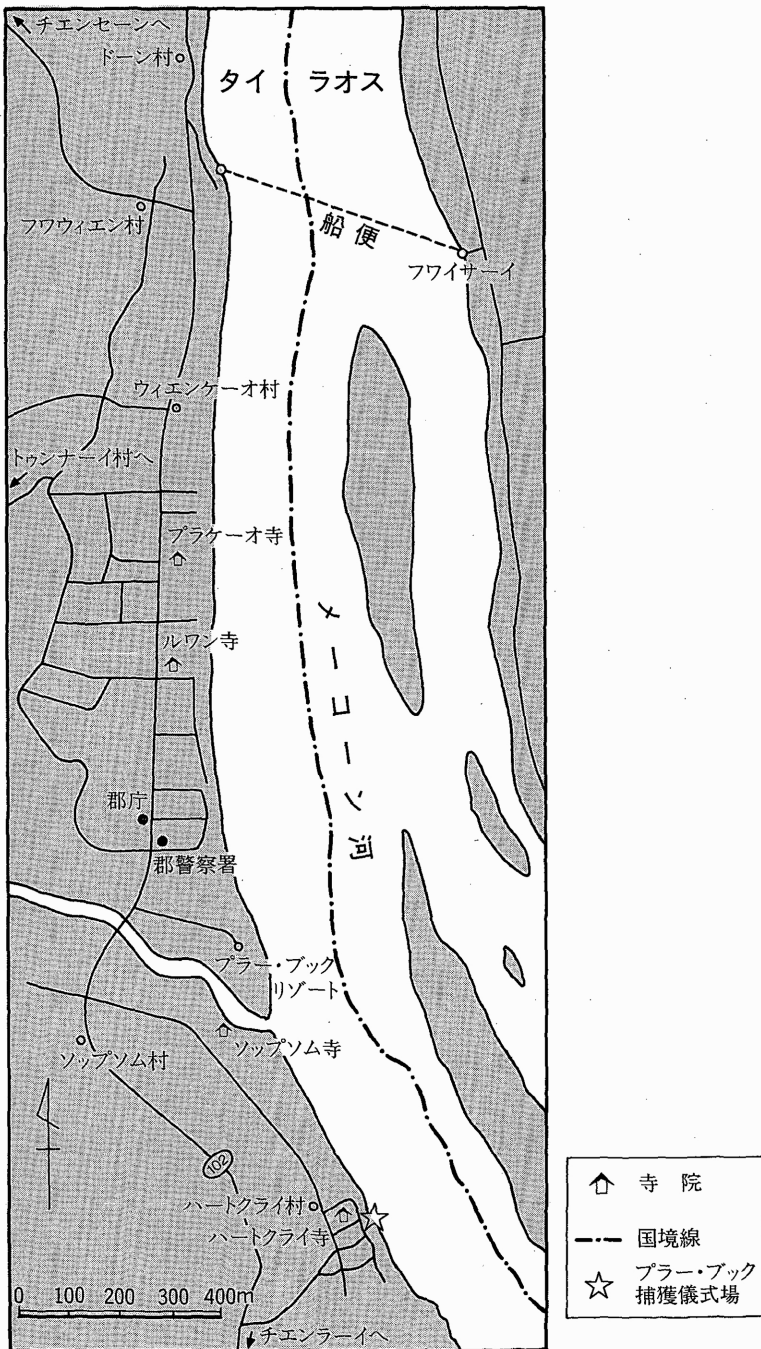 チエンセーンへ
ドーン村
タイ
ラオス
フワウィエン村
船便
フワイサーイ
ウィエンケーオ村
トゥンナーイ村へ
プラケーオ寺
ルワン寺
メーコーン河
郡庁
郡警察署
プラー・ブック
リゾート
ソップソム寺
ソップソム村
102
ハートクライ村
ハートクライ寺
0 100 200 300 400m
チエンラーイへ
寺院
国境線
プラー・ブック
捕獲儀式場